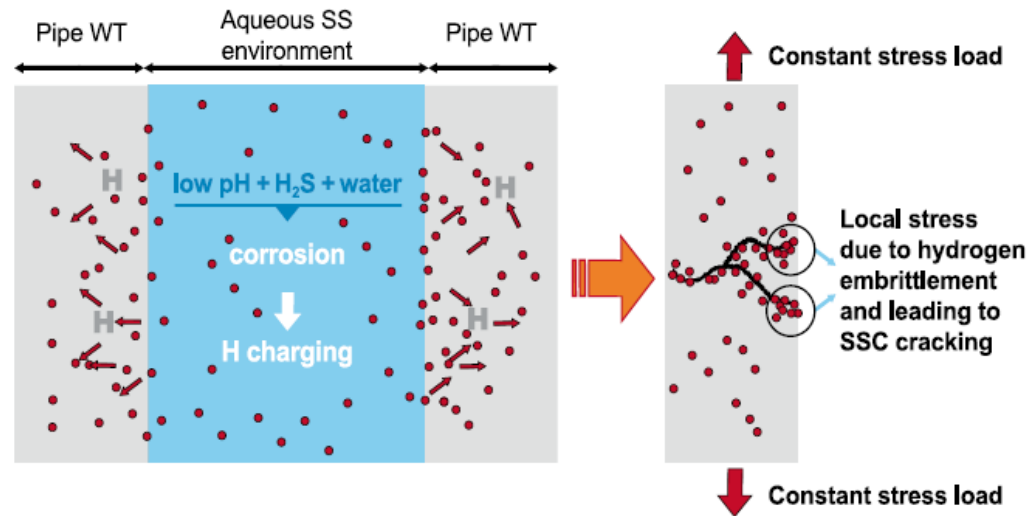 Pipe WT
Aqueous SS
environment
Pipe WT
low pH + H₂S + water
corrosion
H charging
H
H
H
H
Constant stress load
Local stress
due to hydrogen
embrittlement
and leading to
SSC cracking
Constant stress load